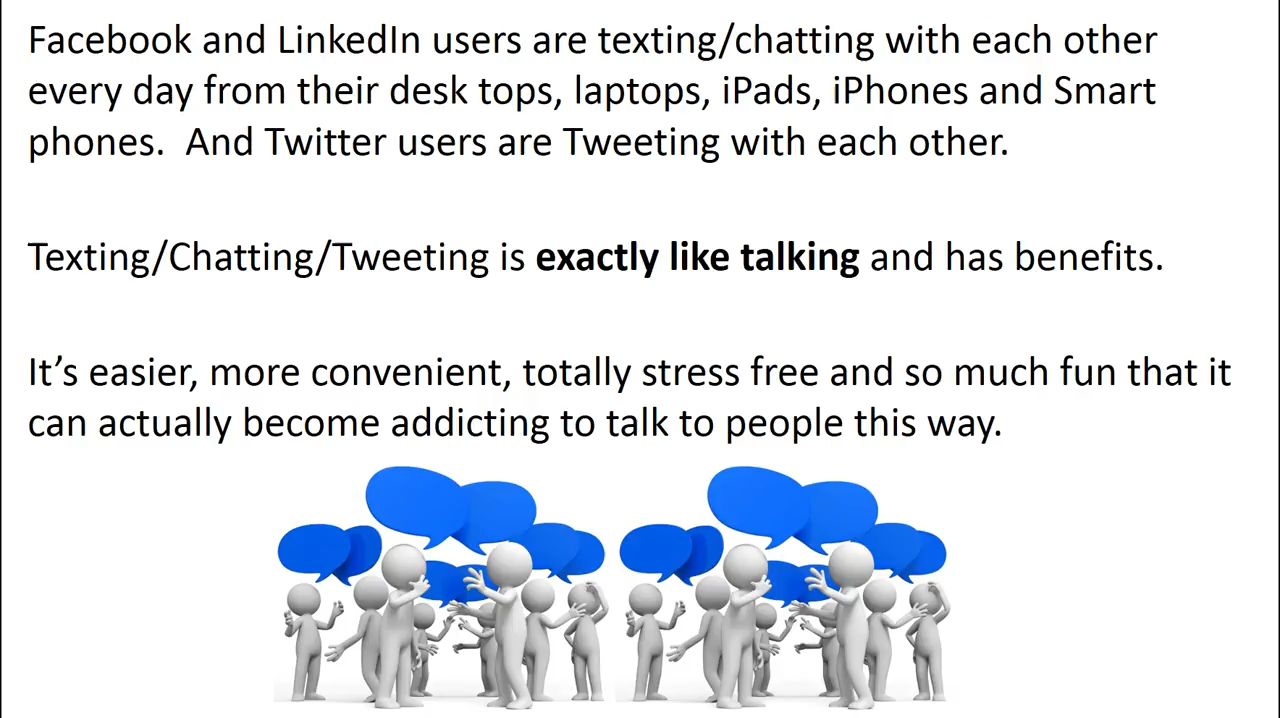 Facebook and LinkedIn users are texting/chatting with each other
every day from their desk tops, laptops, iPads, iPhones and Smart
phones.  And Twitter users are Tweeting with each other.
Texting/Chatting/Tweeting is exactly like talking and has benefits.
It’s easier, more convenient, totally stress free and so much fun that it
can actually become addicting to talk to people this way.